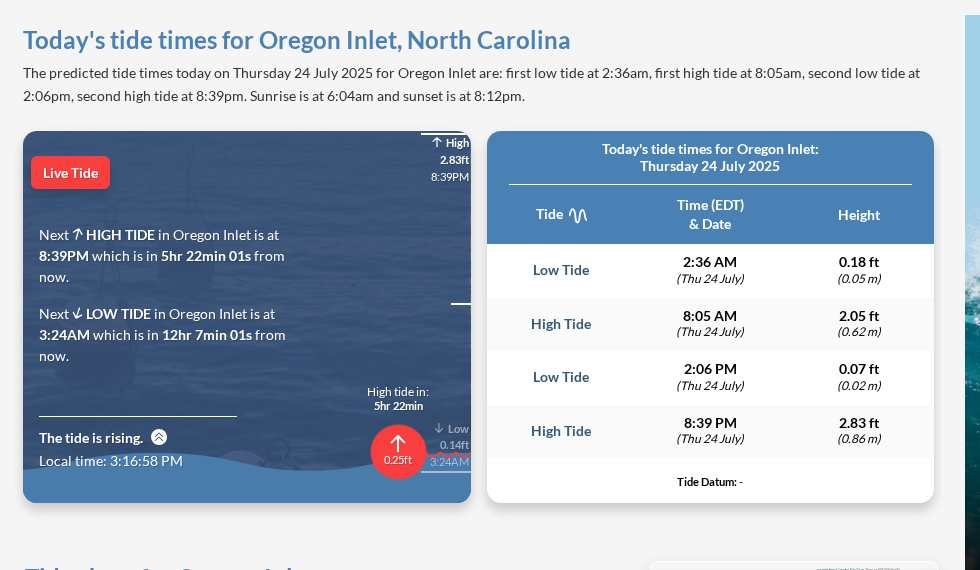 Today's tide times for Oregon Inlet, North Carolina
The predicted tide times today on Thursday 24 July 2025 for Oregon Inlet are: first low tide at 2:36am, first high tide at 8:05am, second low tide at
2:06pm, second high tide at 8:39pm. Sunrise is at 6:04am and sunset is at 8:12pm.
Live Tide
High
2.83ft
8:39PM
Next HIGH TIDE in Oregon Inlet is at
8:39PM which is in 5hr 22min 01s from
now.
Next LOW TIDE in Oregon Inlet is at
3:24AM which is in 12hr 7min 01s from
now.
High tide in:
5hr 22min
The tide is rising.
Local time: 3:16:58 PM
0.25ft
Low
0.14ft
3:24AM
Today's tide times for Oregon Inlet:
Thursday 24 July 2025
Tide
Time (EDT)
& Date
Height
Low Tide
2:36 AM
(Thu 24 July)
0.18 ft
(0.05 m)
High Tide
8:05 AM
(Thu 24 July)
2.05 ft
(0.62 m)
Low Tide
2:06 PM
(Thu 24 July)
0.07 ft
(0.02 m)
High Tide
8:39 PM
(Thu 24 July)
2.83 ft
(0.86 m)
Tide Datum: -